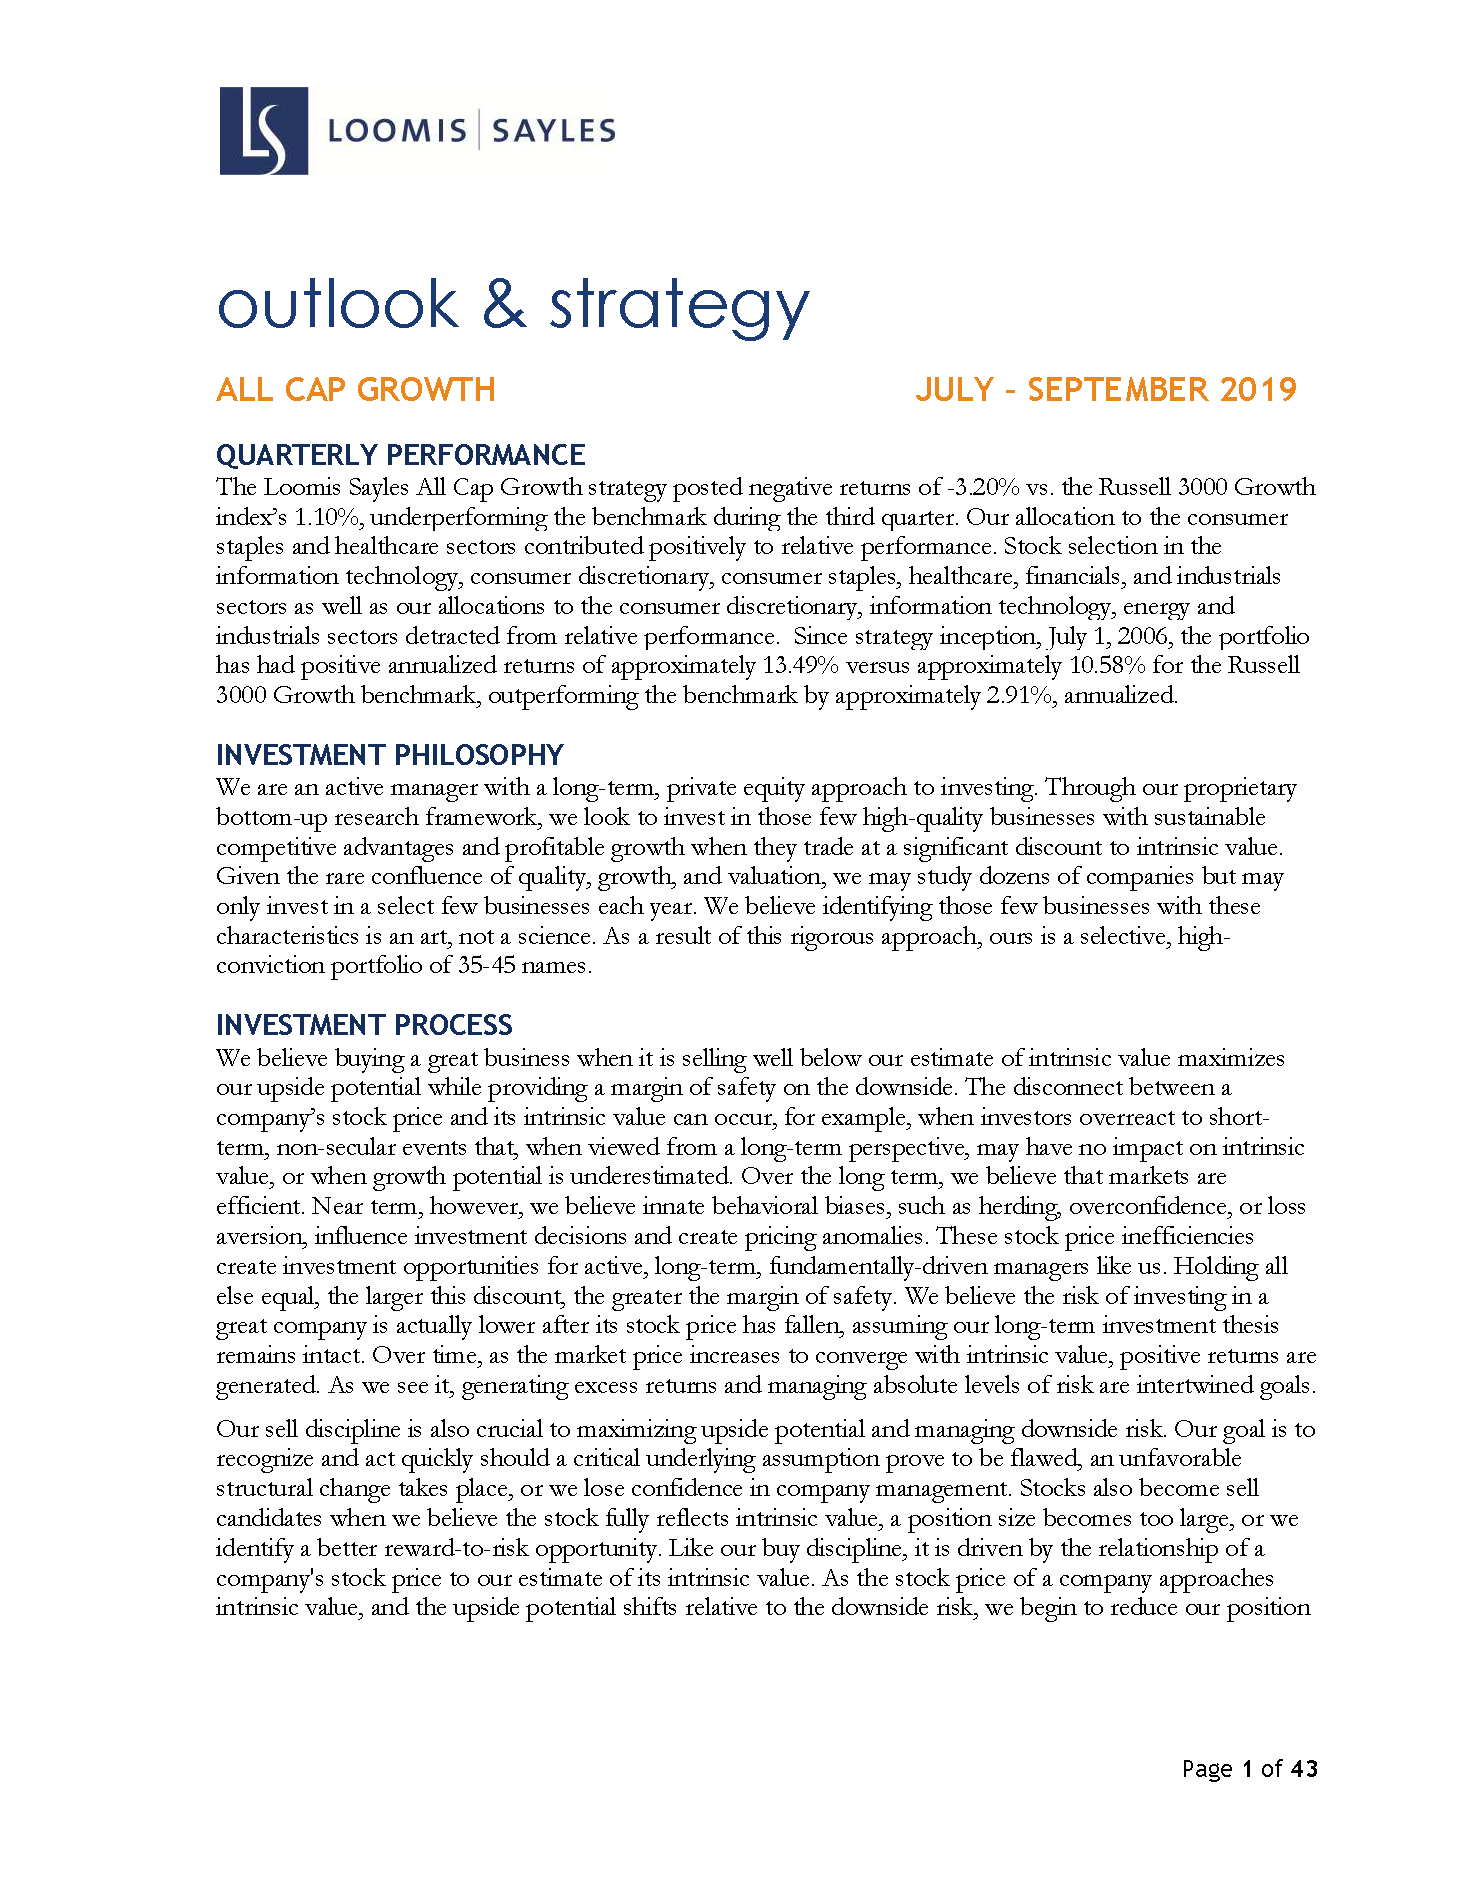 LS LOOMIS | SAYLES
outlook & strategy
ALL CAP GROWTH JULY - SEPTEMBER 2019
QUARTERLY PERFORMANCE
The Loomis Sayles All Cap Growth strategy posted negative returns of -3.20% vs. the Russell 3000 Growth
index’s 1.10%, underperforming the benchmark during the third quarter. Our allocation to the consumer
staples and healthcare sectors contributed positively to relative performance. Stock selection in the
information technology, consumer discretionary, consumer staples, healthcare, financials, and industrials
sectors as well as our allocations to the consumer discretionary, information technology, energy and
industrials sectors detracted from relative performance.  Since strategy inception, July 1, 2006, the portfolio
has had positive annualized returns of approximately 13.49% versus approximately 10.58% for the Russell
3000 Growth benchmark, outperforming the benchmark by approximately 2.91%, annualized.
INVESTMENT PHILOSOPHY
We are an active manager with a long-term, private equity approach to investing. Through our proprietary
bottom-up research framework, we look to invest in those few high-quality businesses with sustainable
competitive advantages and profitable growth when they trade at a significant discount to intrinsic value.
Given the rare confluence of quality, growth, and valuation, we may study dozens of companies but may
only invest in a select few businesses each year. We believe identifying those few businesses with these
characteristics is an art, not a science. As a result of this rigorous approach, ours is a selective, high-
conviction portfolio of 35-45 names.
INVESTMENT PROCESS
We believe buying a great business when it is selling well below our estimate of intrinsic value maximizes
our upside potential while providing a margin of safety on the downside. The disconnect between a
company’s stock price and its intrinsic value can occur, for example, when investors overreact to short-
term, non-secular events that, when viewed from a long-term perspective, may have no impact on intrinsic
value, or when growth potential is underestimated. Over the long term, we believe that markets are
efficient. Near term, however, we believe innate behavioral biases, such as herding, overconfidence, or loss
aversion, influence investment decisions and create pricing anomalies. These stock price inefficiencies
create investment opportunities for active, long-term, fundamentally-driven managers like us. Holding all
else equal, the larger this discount, the greater the margin of safety. We believe the risk of investing in a
great company is actually lower after its stock price has fallen, assuming our long-term investment thesis
remains intact. Over time, as the market price increases to converge with intrinsic value, positive returns are
generated. As we see it, generating excess returns and managing absolute levels of risk are intertwined goals.
Our sell discipline is also crucial to maximizing upside potential and managing downside risk. Our goal is to
recognize and act quickly should a critical underlying assumption prove to be flawed, an unfavorable
structural change takes place, or we lose confidence in company management. Stocks also become sell
candidates when we believe the stock fully reflects intrinsic value, a position size becomes too large, or we
identify a better reward-to-risk opportunity. Like our buy discipline, it is driven by the relationship of a
company's stock price to our estimate of its intrinsic value. As the stock price of a company approaches
intrinsic value, and the upside potential shifts relative to the downside risk, we begin to reduce our position
Page 1 of 43